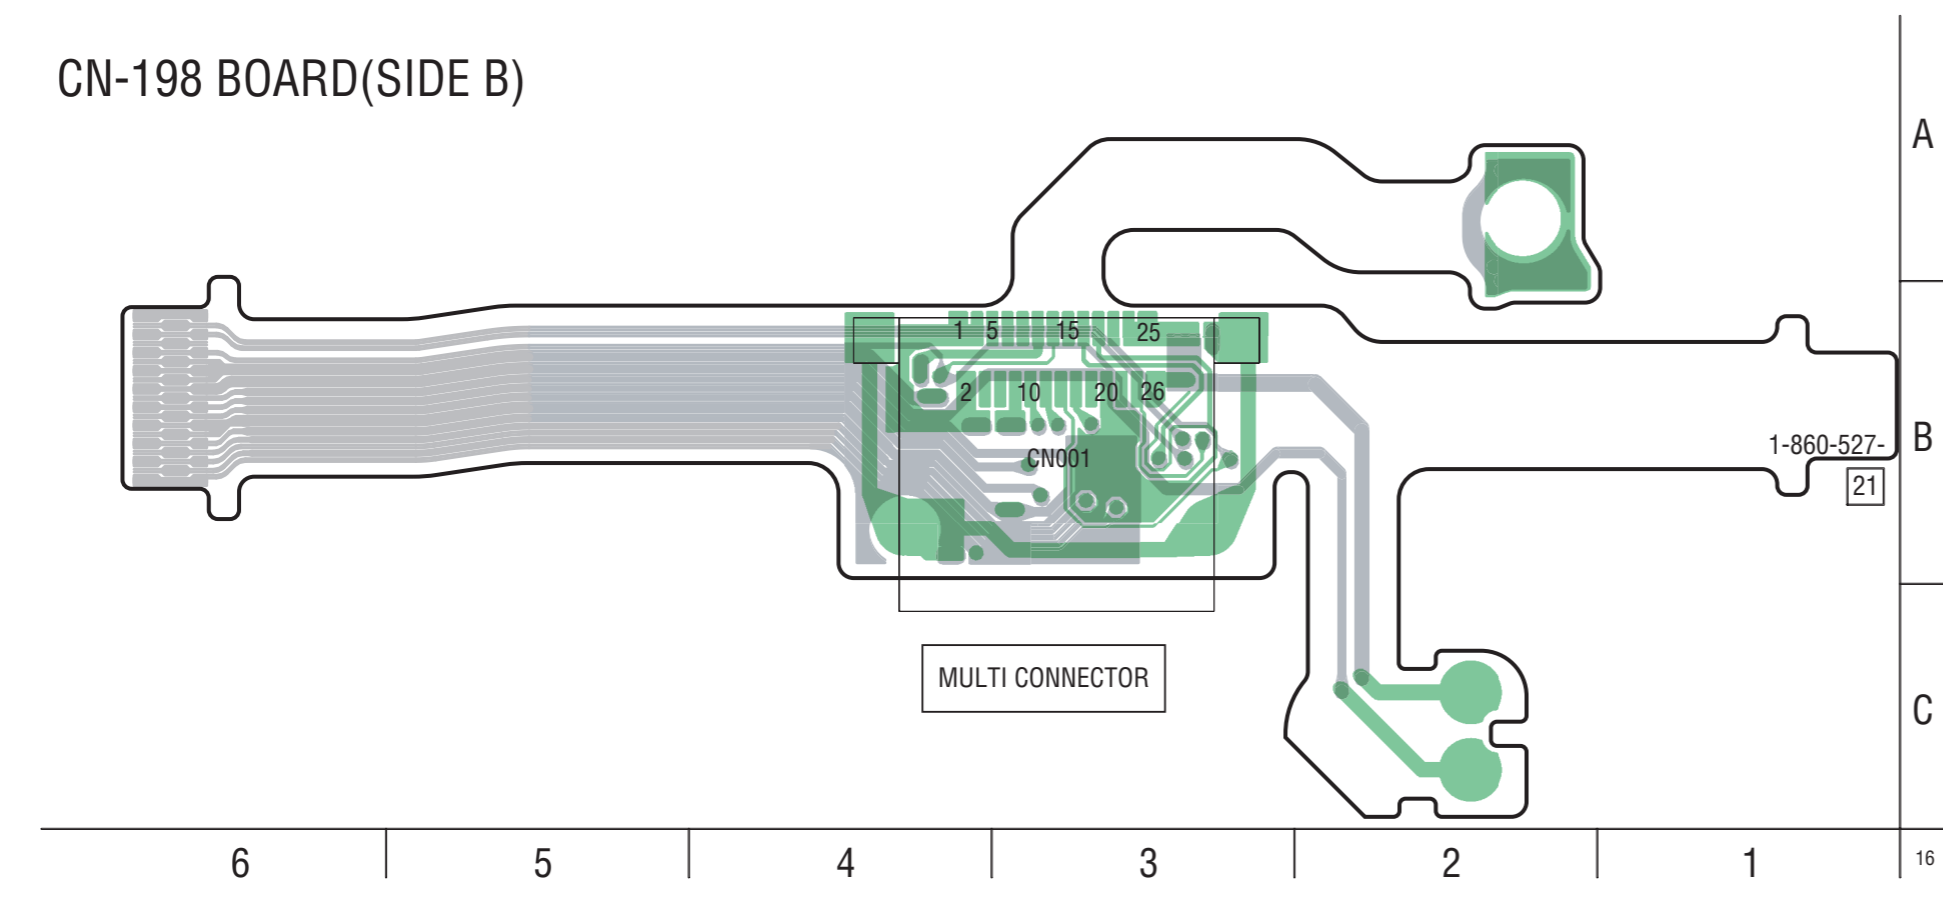 CN-198 BOARD(SIDE B)
A
1 5 15 25
2 10 20 26
CN001
1-860-527-
B
21
MULTI CONNECTOR
C
6 5 4 3 2 1 16